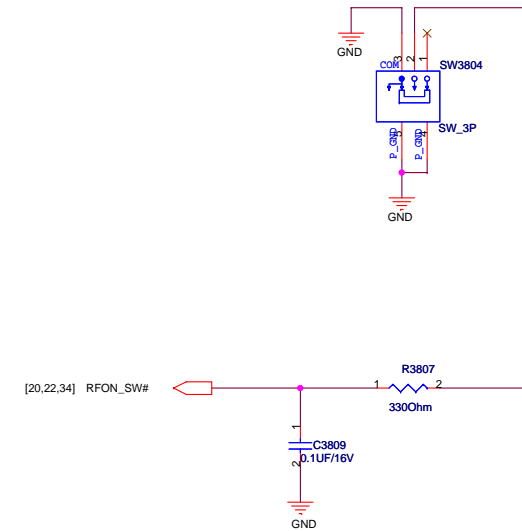 GND
COM
3
2
1
SW3804
SW_3P
P_GND
5
P_GND
4
GND
R3807
[20,22,34] RFON_SW#
1
2
330Ohm
1
C3809
0.1UF/16V
2
GND